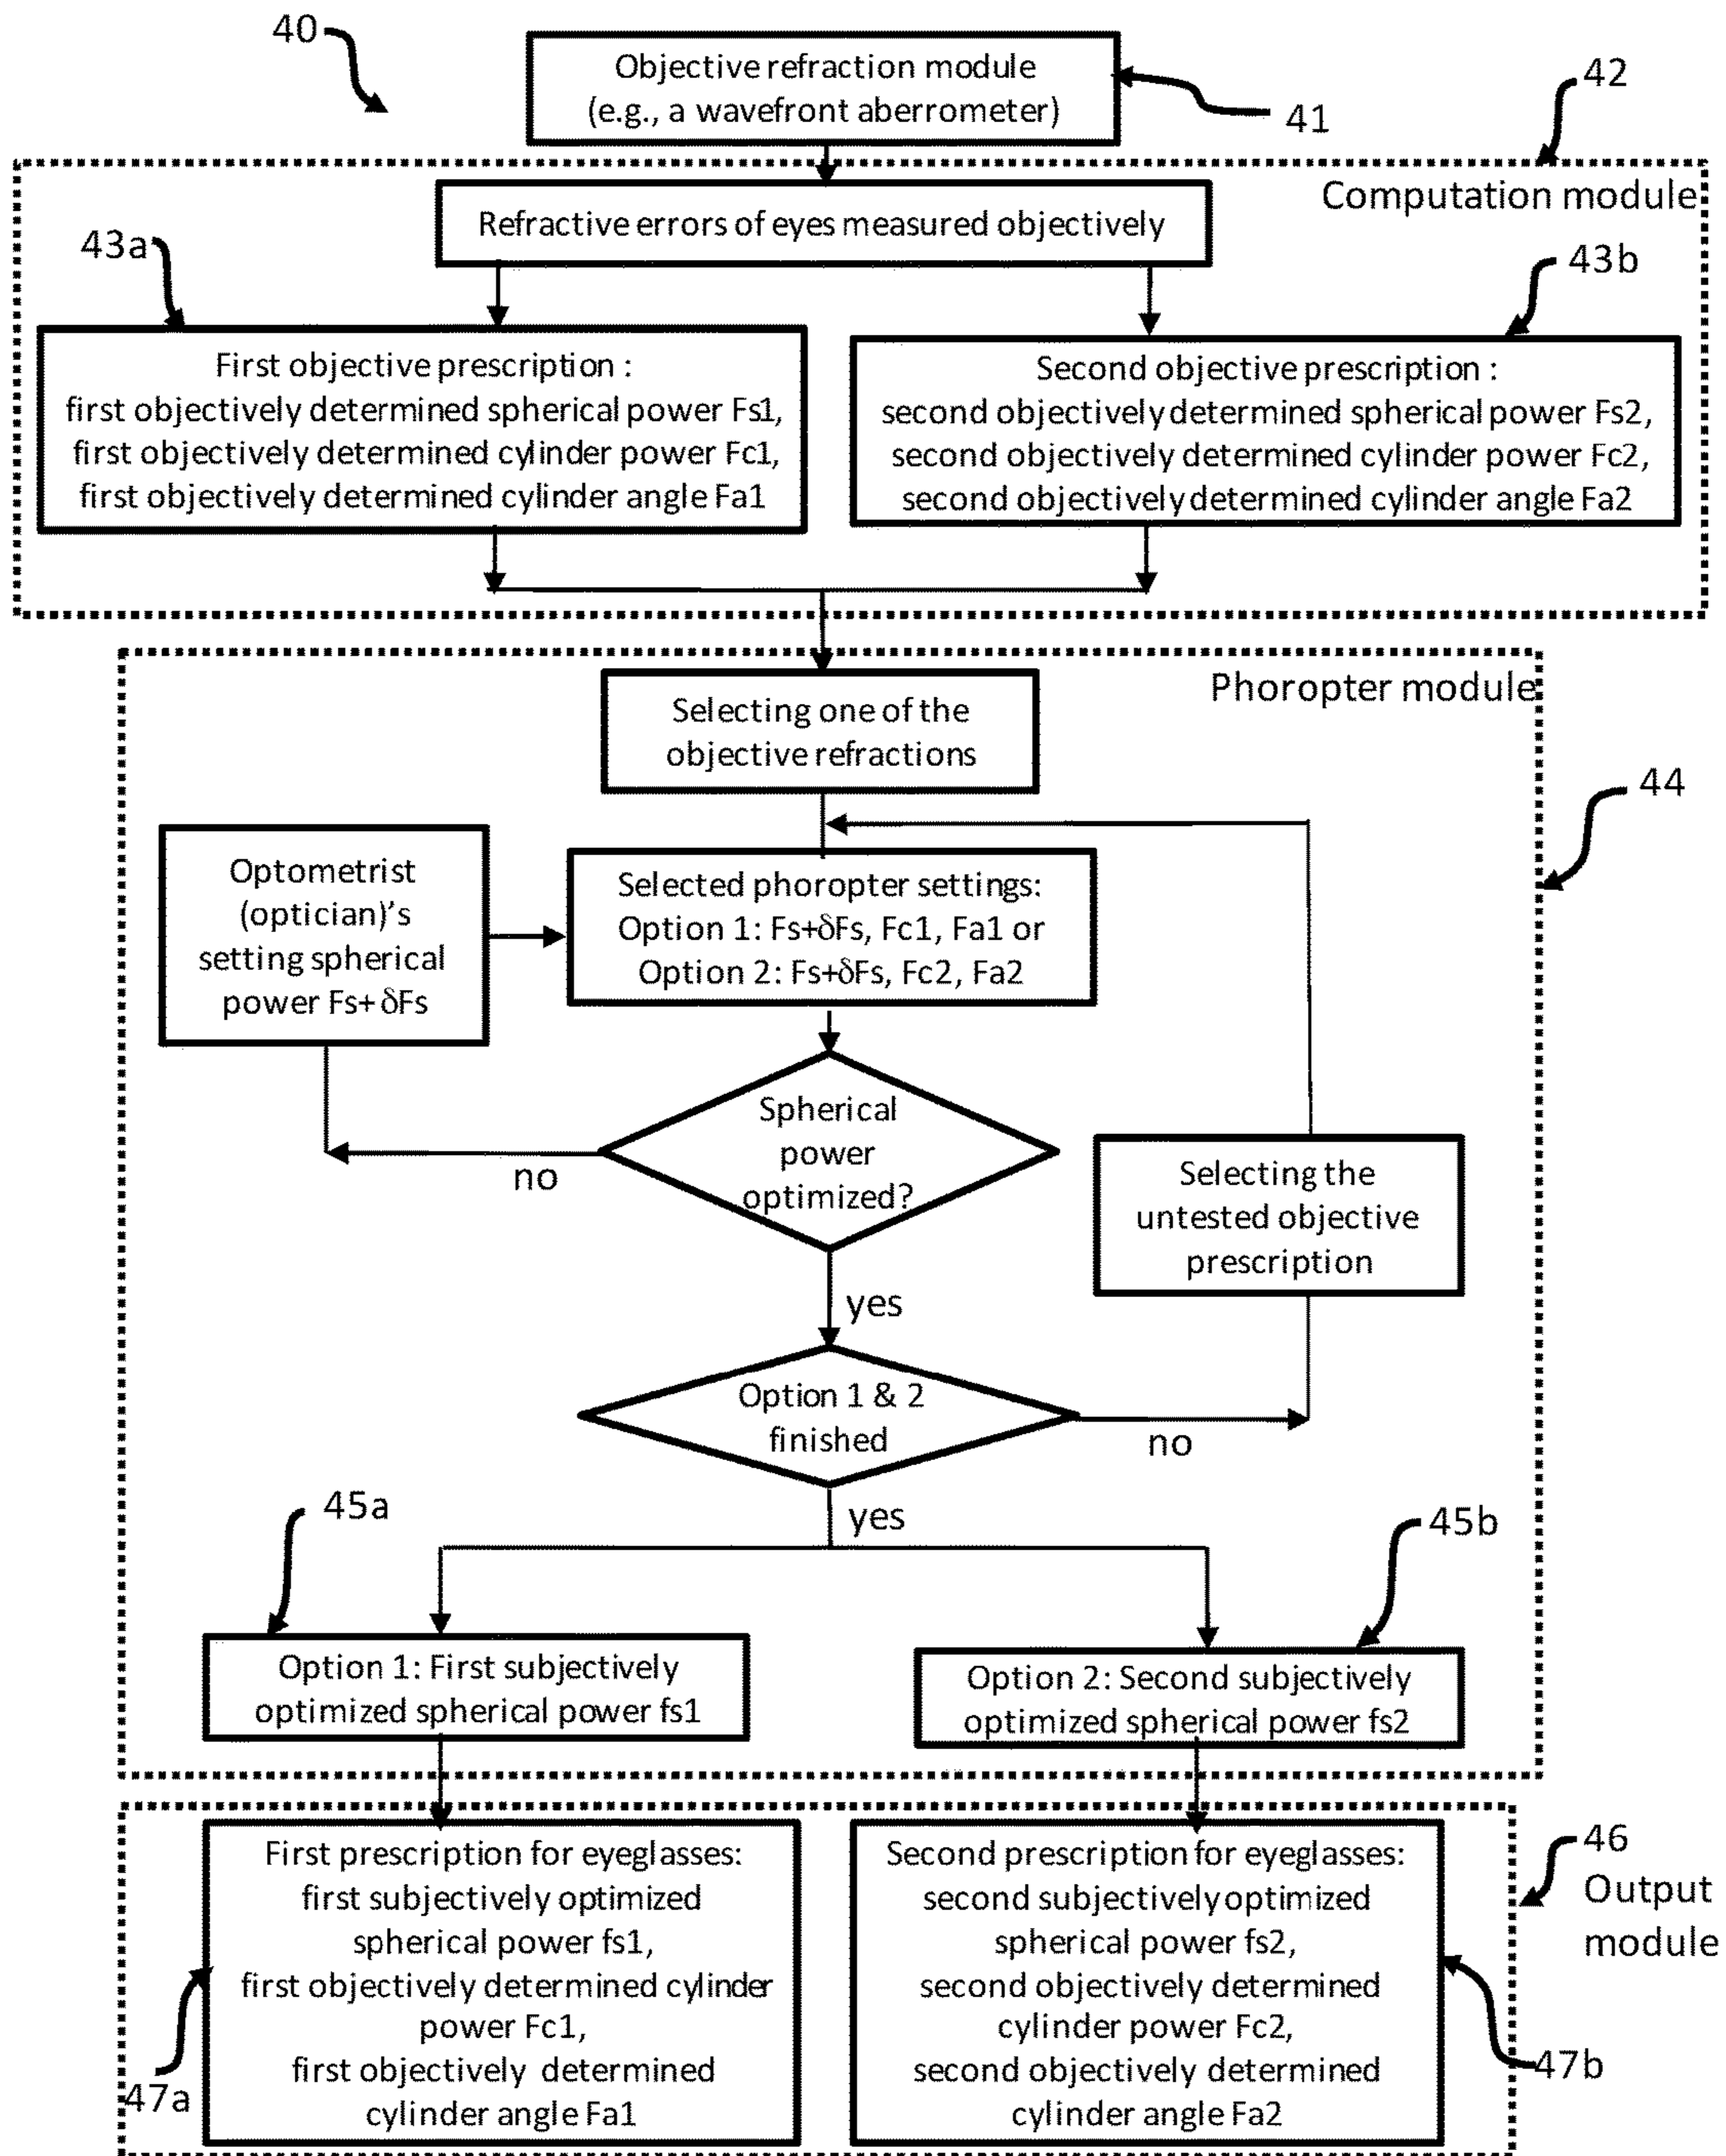 40
Objective refraction module
(e.g., a wavefront aberrometer)
41
42
Computation module
Refractive errors of eyes measured objectively
43a
43b
First objective prescription :
first objectively determined spherical power Fs1,
first objectively determined cylinder power Fc1,
first objectively determined cylinder angle Fa1
Second objective prescription :
second objectively determined spherical power Fs2,
second objectively determined cylinder power Fc2,
second objectively determined cylinder angle Fa2
Phoropter module
Selecting one of the
objective refractions
44
Optometrist
(optician)'s
setting spherical
power Fs+ δFs
Selected phoropter settings:
Option 1: Fs+δFs, Fc1, Fa1 or
Option 2: Fs+δFs, Fc2, Fa2
Spherical
power
optimized?
no
Selecting the
untested objective
prescription
yes
Option 1 & 2
finished
no
yes
45a
45b
Option 1: First subjectively
optimized spherical power fs1
Option 2: Second subjectively
optimized spherical power fs2
First prescription for eyeglasses:
first subjectively optimized
spherical power fs1,
first objectively determined cylinder
power Fc1,
first objectively determined
cylinder angle Fa1
47a
Second prescription for eyeglasses:
second subjectively optimized
spherical power fs2,
second objectively determined
cylinder power Fc2,
second objectively determined
cylinder angle Fa2
47b
46
Output
module